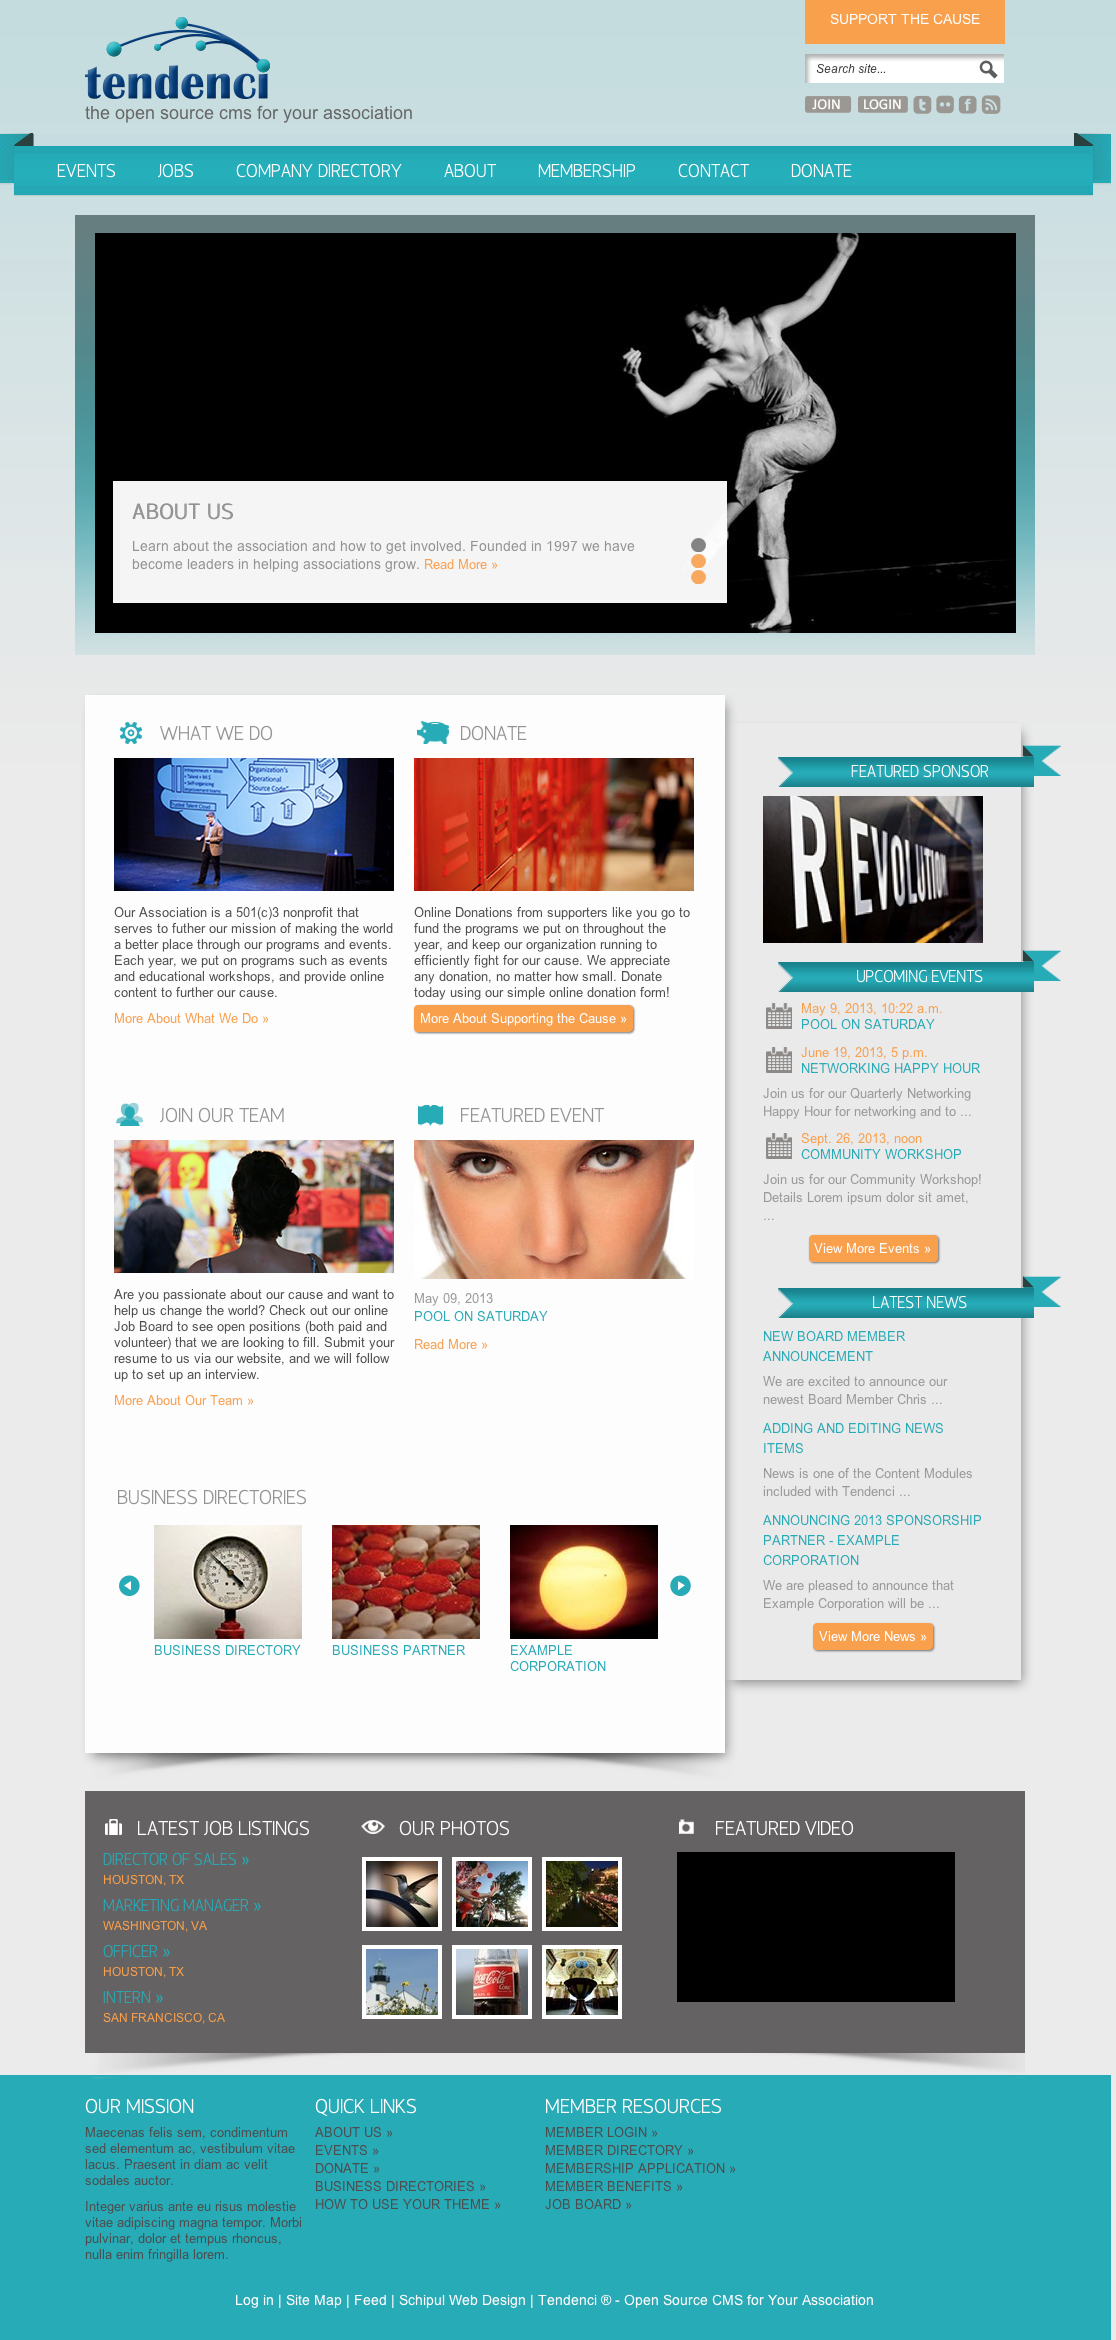 SUPPORT THE CAUSE
tendenci
the open source cms for your association
Search site...
JOIN LOGIN
EVENTS JOBS COMPANY DIRECTORY ABOUT MEMBERSHIP CONTACT DONATE
ABOUT US
Learn about the association and how to get involved. Founded in 1997 we have
become leaders in helping associations grow. Read More »
WHAT WE DO
Organization's
Operational
"Source Code"
Our Association is a 501(c)3 nonprofit that
serves to futher our mission of making the world
a better place through our programs and events.
Each year, we put on programs such as events
and educational workshops, and provide online
content to further our cause.
More About What We Do »
DONATE
Online Donations from supporters like you go to
fund the programs we put on throughout the
year, and keep our organization running to
efficiently fight for our cause. We appreciate
any donation, no matter how small. Donate
today using our simple online donation form!
More About Supporting the Cause »
JOIN OUR TEAM
Are you passionate about our cause and want to
help us change the world? Check out our online
Job Board to see open positions (both paid and
volunteer) that we are looking to fill. Submit your
resume to us via our website, and we will follow
up to set up an interview.
More About Our Team »
FEATURED EVENT
May 09, 2013
POOL ON SATURDAY
Read More »
BUSINESS DIRECTORIES
BUSINESS DIRECTORY
BUSINESS PARTNER
EXAMPLE
CORPORATION
FEATURED SPONSOR
REVOLUTION
UPCOMING EVENTS
May 9, 2013, 10:22 a.m.
POOL ON SATURDAY
June 19, 2013, 5 p.m.
NETWORKING HAPPY HOUR
Join us for our Quarterly Networking
Happy Hour for networking and to ...
Sept. 26, 2013, noon
COMMUNITY WORKSHOP
Join us for our Community Workshop!
Details Lorem ipsum dolor sit amet,
...
View More Events »
LATEST NEWS
NEW BOARD MEMBER
ANNOUNCEMENT
We are excited to announce our
newest Board Member Chris ...
ADDING AND EDITING NEWS
ITEMS
News is one of the Content Modules
included with Tendenci ...
ANNOUNCING 2013 SPONSORSHIP
PARTNER - EXAMPLE
CORPORATION
We are pleased to announce that
Example Corporation will be ...
View More News »
LATEST JOB LISTINGS
DIRECTOR OF SALES »
HOUSTON, TX
MARKETING MANAGER »
WASHINGTON, VA
OFFICER »
HOUSTON, TX
INTERN »
SAN FRANCISCO, CA
OUR PHOTOS
Coca-Cola
FEATURED VIDEO
OUR MISSION
Maecenas felis sem, condimentum
sed elementum ac, vestibulum vitae
lacus. Praesent in diam ac velit
sodales auctor.
Integer varius ante eu risus molestie
vitae adipiscing magna tempor. Morbi
pulvinar, dolor et tempus rhoncus,
nulla enim fringilla lorem.
QUICK LINKS
ABOUT US »
EVENTS »
DONATE »
BUSINESS DIRECTORIES »
HOW TO USE YOUR THEME »
MEMBER RESOURCES
MEMBER LOGIN »
MEMBER DIRECTORY »
MEMBERSHIP APPLICATION »
MEMBER BENEFITS »
JOB BOARD »
Log in | Site Map | Feed | Schipul Web Design | Tendenci ® - Open Source CMS for Your Association